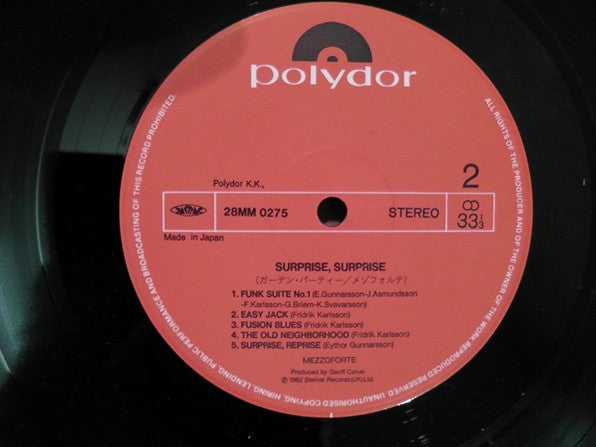 polydor
Polydor K.K.,
2
JASRAC
28MM 0275
STEREO
33 1/3
Made in Japan
SURPRISE, SURPRISE
(ガーデン・パーティー/メゾフォルテ)
1. FUNK SUITE No.1 (E.Gunnarsson-J.Asmundsson
-F.Karlsson-G.Briem-K.Svavarsson)
2. EASY JACK (Fridrik Karlsson)
3. FUSION BLUES (Fridrik Karlsson)
4. THE OLD NEIGHBORHOOD (Fridrik Karlsson)
5. SURPRISE, REPRISE (Eythor Gunnarsson)
MEZZOFORTE
Produced by Geoff Calver
Ⓟ 1982 Steinar Records(UK)Ltd.
ALL RIGHTS OF THE PRODUCER AND OF THE OWNER OF THE WORK REPRODUCED RESERVED. UNAUTHORISED COPYING, HIRING, LENDING, PUBLIC PERFORMANCE AND BROADCASTING OF THIS RECORD PROHIBITED.